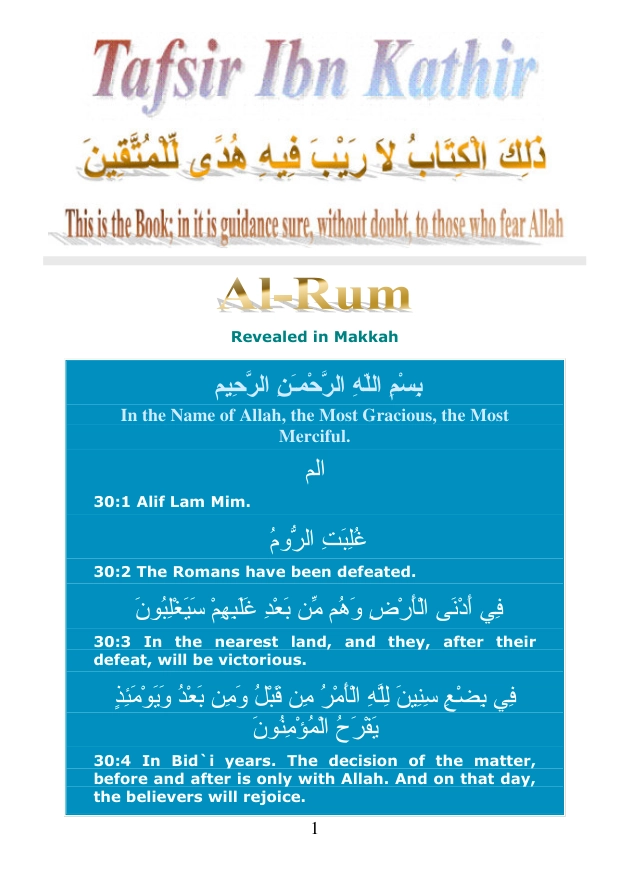 Tafsir Ibn Kathir
ذَلِكَ الْكِتَابُ لاَ رَيْبَ فِيهِ هُدًى لِّلْمُتَّقِينَ
This is the Book; in it is guidance sure, without doubt, to those who fear Allah
Al-Rum
Revealed in Makkah
بِسْمِ اللَّهِ الرَّحْمـَنِ الرَّحِيمِ
In the Name of Allah, the Most Gracious, the Most
Merciful.
الم
30:1 Alif Lam Mim.
غُلِبَتِ الرُّومُ
30:2 The Romans have been defeated.
فِي أَدْنَى الْأَرْضِ وَهُم مِّن بَعْدِ غَلَبِهِمْ سَيَغْلِبُونَ
30:3 In the nearest land, and they, after their
defeat, will be victorious.
فِي بِضْعِ سِنِينَ لِلَّهِ الْأَمْرُ مِن قَبْلُ وَمِن بَعْدُ وَيَوْمَئِذٍ
يَفْرَحُ الْمُؤْمِنُونَ
30:4 In Bid`i years. The decision of the matter,
before and after is only with Allah. And on that day,
the believers will rejoice.
1